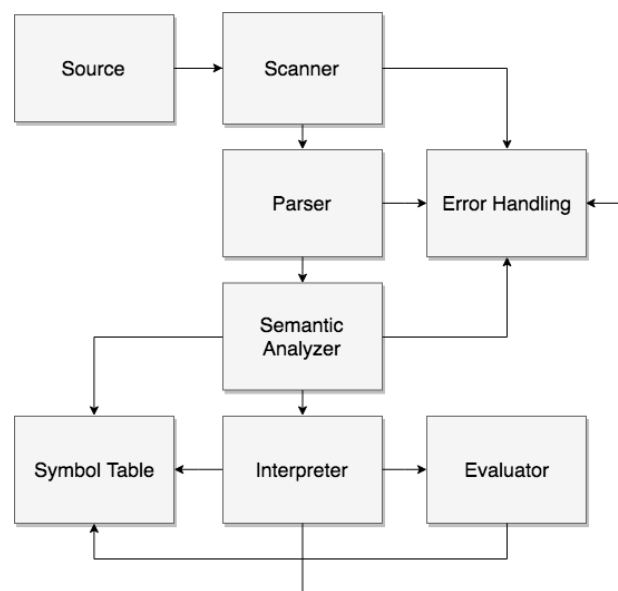 Source
Scanner
Parser
Error Handling
Semantic
Analyzer
Symbol Table
Interpreter
Evaluator